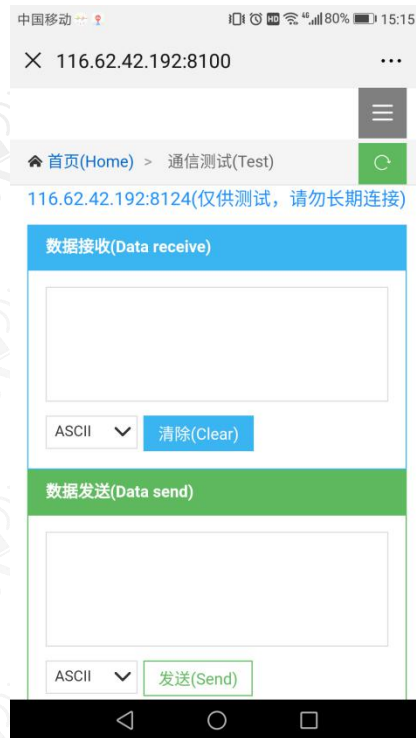 中国移动 HD 46 80% 15:15
116.62.42.192:8100
首页(Home) > 通信测试(Test)
116.62.42.192:8124(仅供测试，请勿长期连接)
数据接收(Data receive)
ASCII 清除(Clear)
数据发送(Data send)
ASCII 发送(Send)